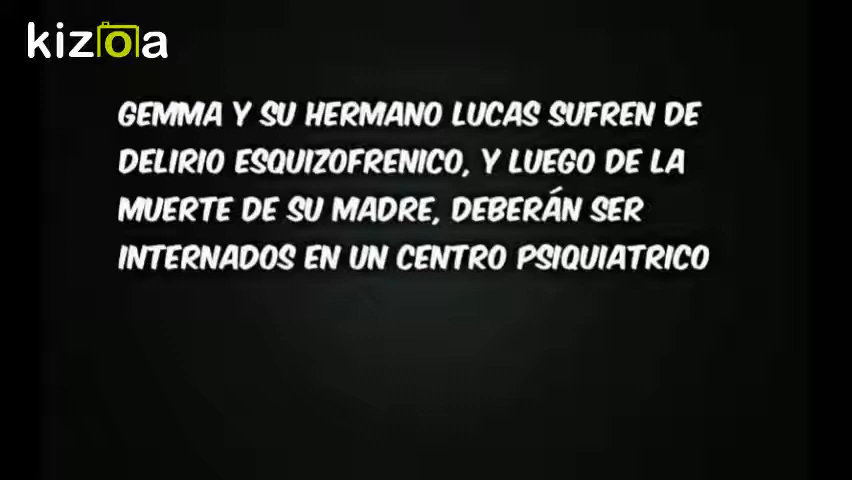 kizoa
GEMMA Y SU HERMANO LUCAS SUFREN DE
DELIRIO ESQUIZOFRENICO, Y LUEGO DE LA
MUERTE DE SU MADRE, DEBERÁN SER
INTERNADOS EN UN CENTRO PSIQUIATRICO